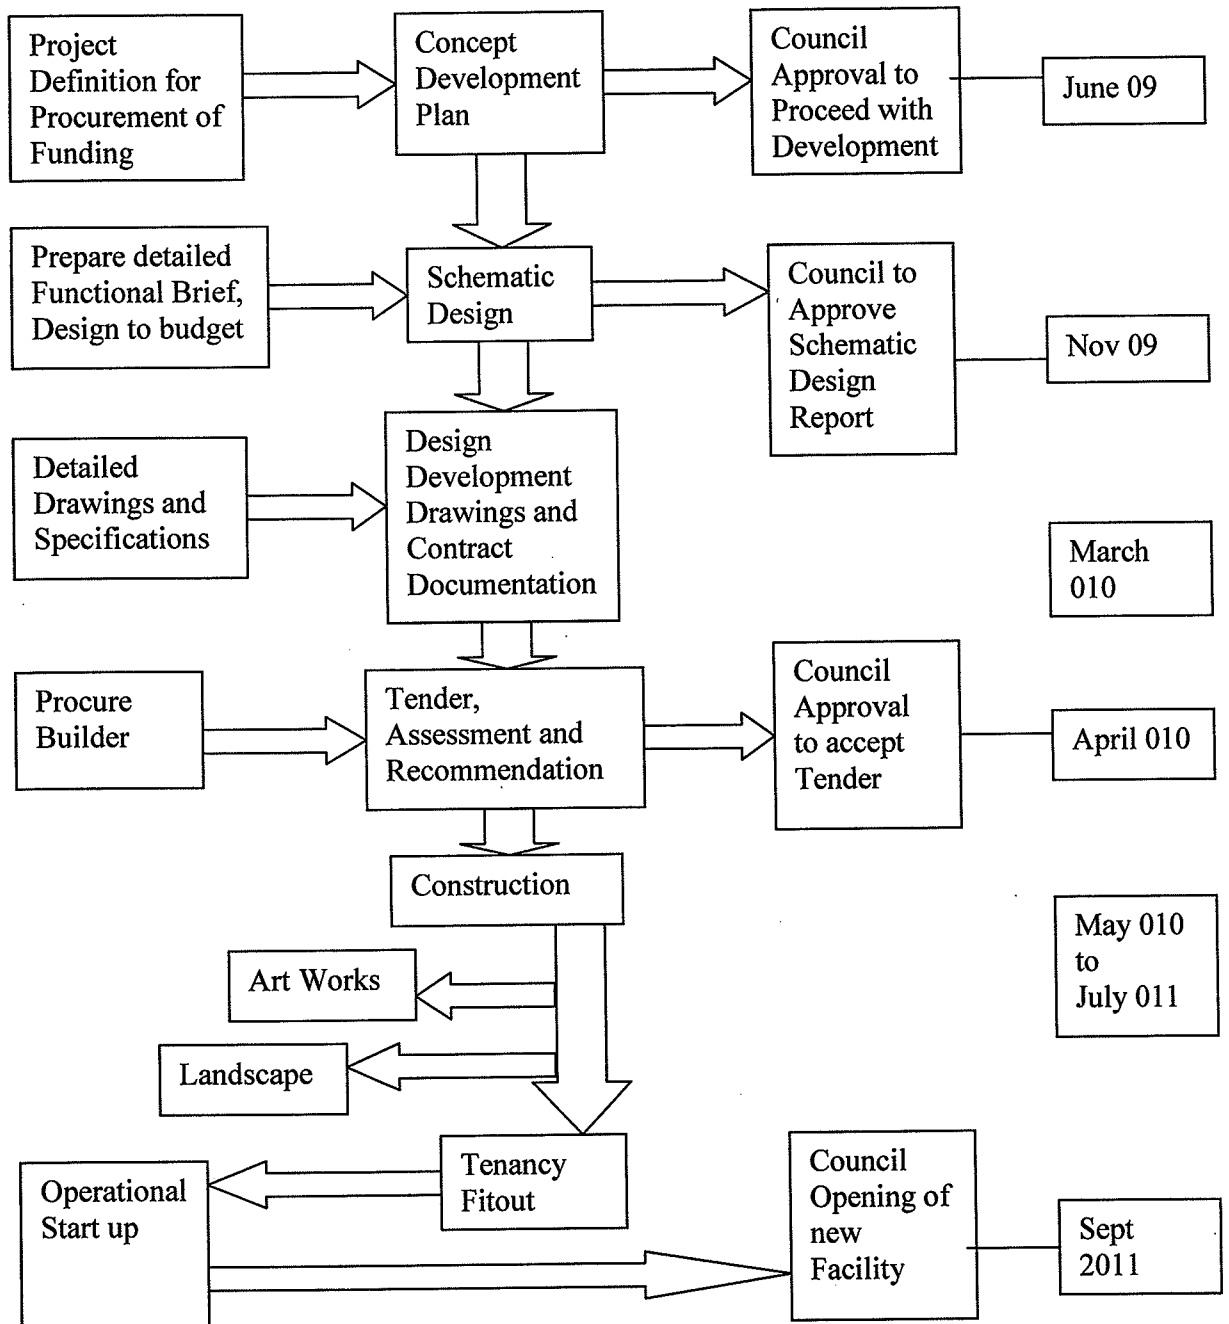 Project
Definition for
Procurement of
Funding
Concept
Development
Plan
Council
Approval to
Proceed with
Development
June 09
Prepare detailed
Functional Brief,
Design to budget
Schematic
Design
Council to
Approve
Schematic
Design
Report
Nov 09
Detailed
Drawings and
Specifications
Design
Development
Drawings and
Contract
Documentation
March
010
Procure
Builder
Tender,
Assessment and
Recommendation
Council
Approval
to accept
Tender
April 010
Construction
May 010
to
July 011
Art Works
Landscape
Tenancy
Fitout
Operational
Start up
Council
Opening of
new
Facility
Sept
2011